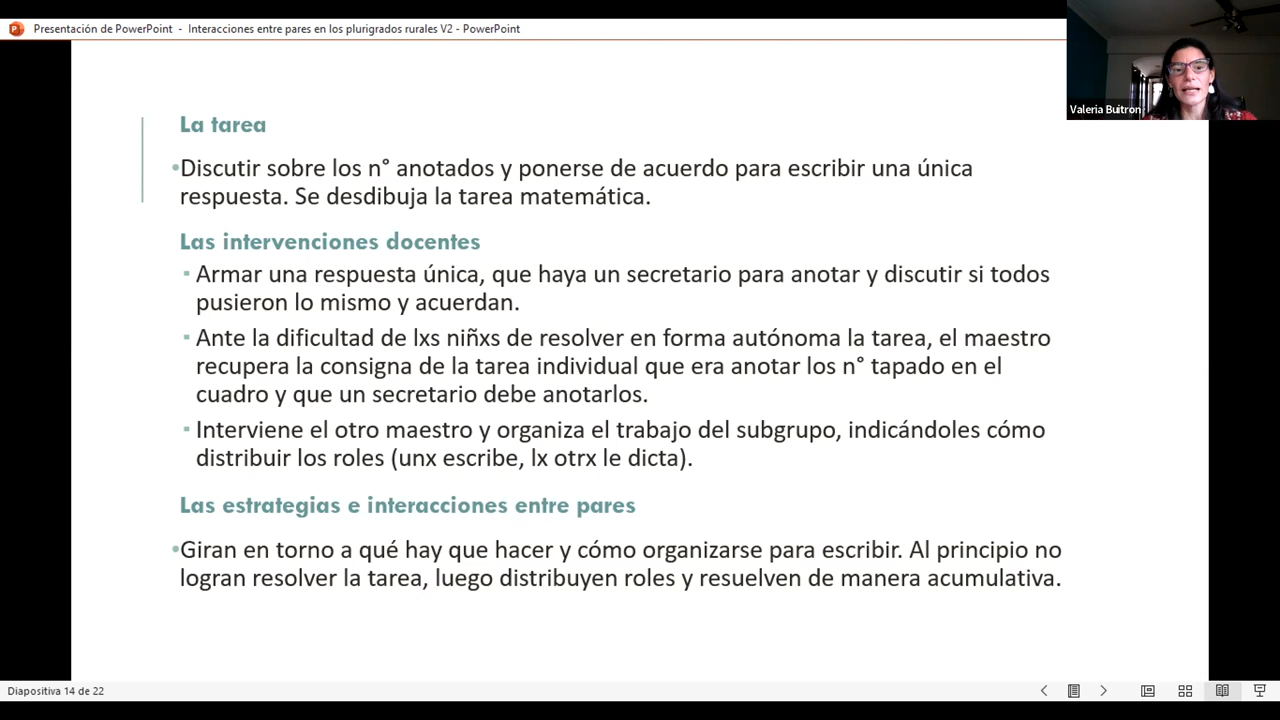 Presentación de PowerPoint - Interacciones entre pares en los plurigrados rurales V2 - PowerPoint
Valeria Buitron
La tarea
•Discutir sobre los n° anotados y ponerse de acuerdo para escribir una única
respuesta. Se desdibuja la tarea matemática.
Las intervenciones docentes
▪ Armar una respuesta única, que haya un secretario para anotar y discutir si todos
pusieron lo mismo y acuerdan.
▪ Ante la dificultad de lxs niñxs de resolver en forma autónoma la tarea, el maestro
recupera la consigna de la tarea individual que era anotar los n° tapado en el
cuadro y que un secretario debe anotarlos.
▪ Interviene el otro maestro y organiza el trabajo del subgrupo, indicándoles cómo
distribuir los roles (unx escribe, lx otrx le dicta).
Las estrategias e interacciones entre pares
•Giran en torno a qué hay que hacer y cómo organizarse para escribir. Al principio no
logran resolver la tarea, luego distribuyen roles y resuelven de manera acumulativa.
Diapositiva 14 de 22